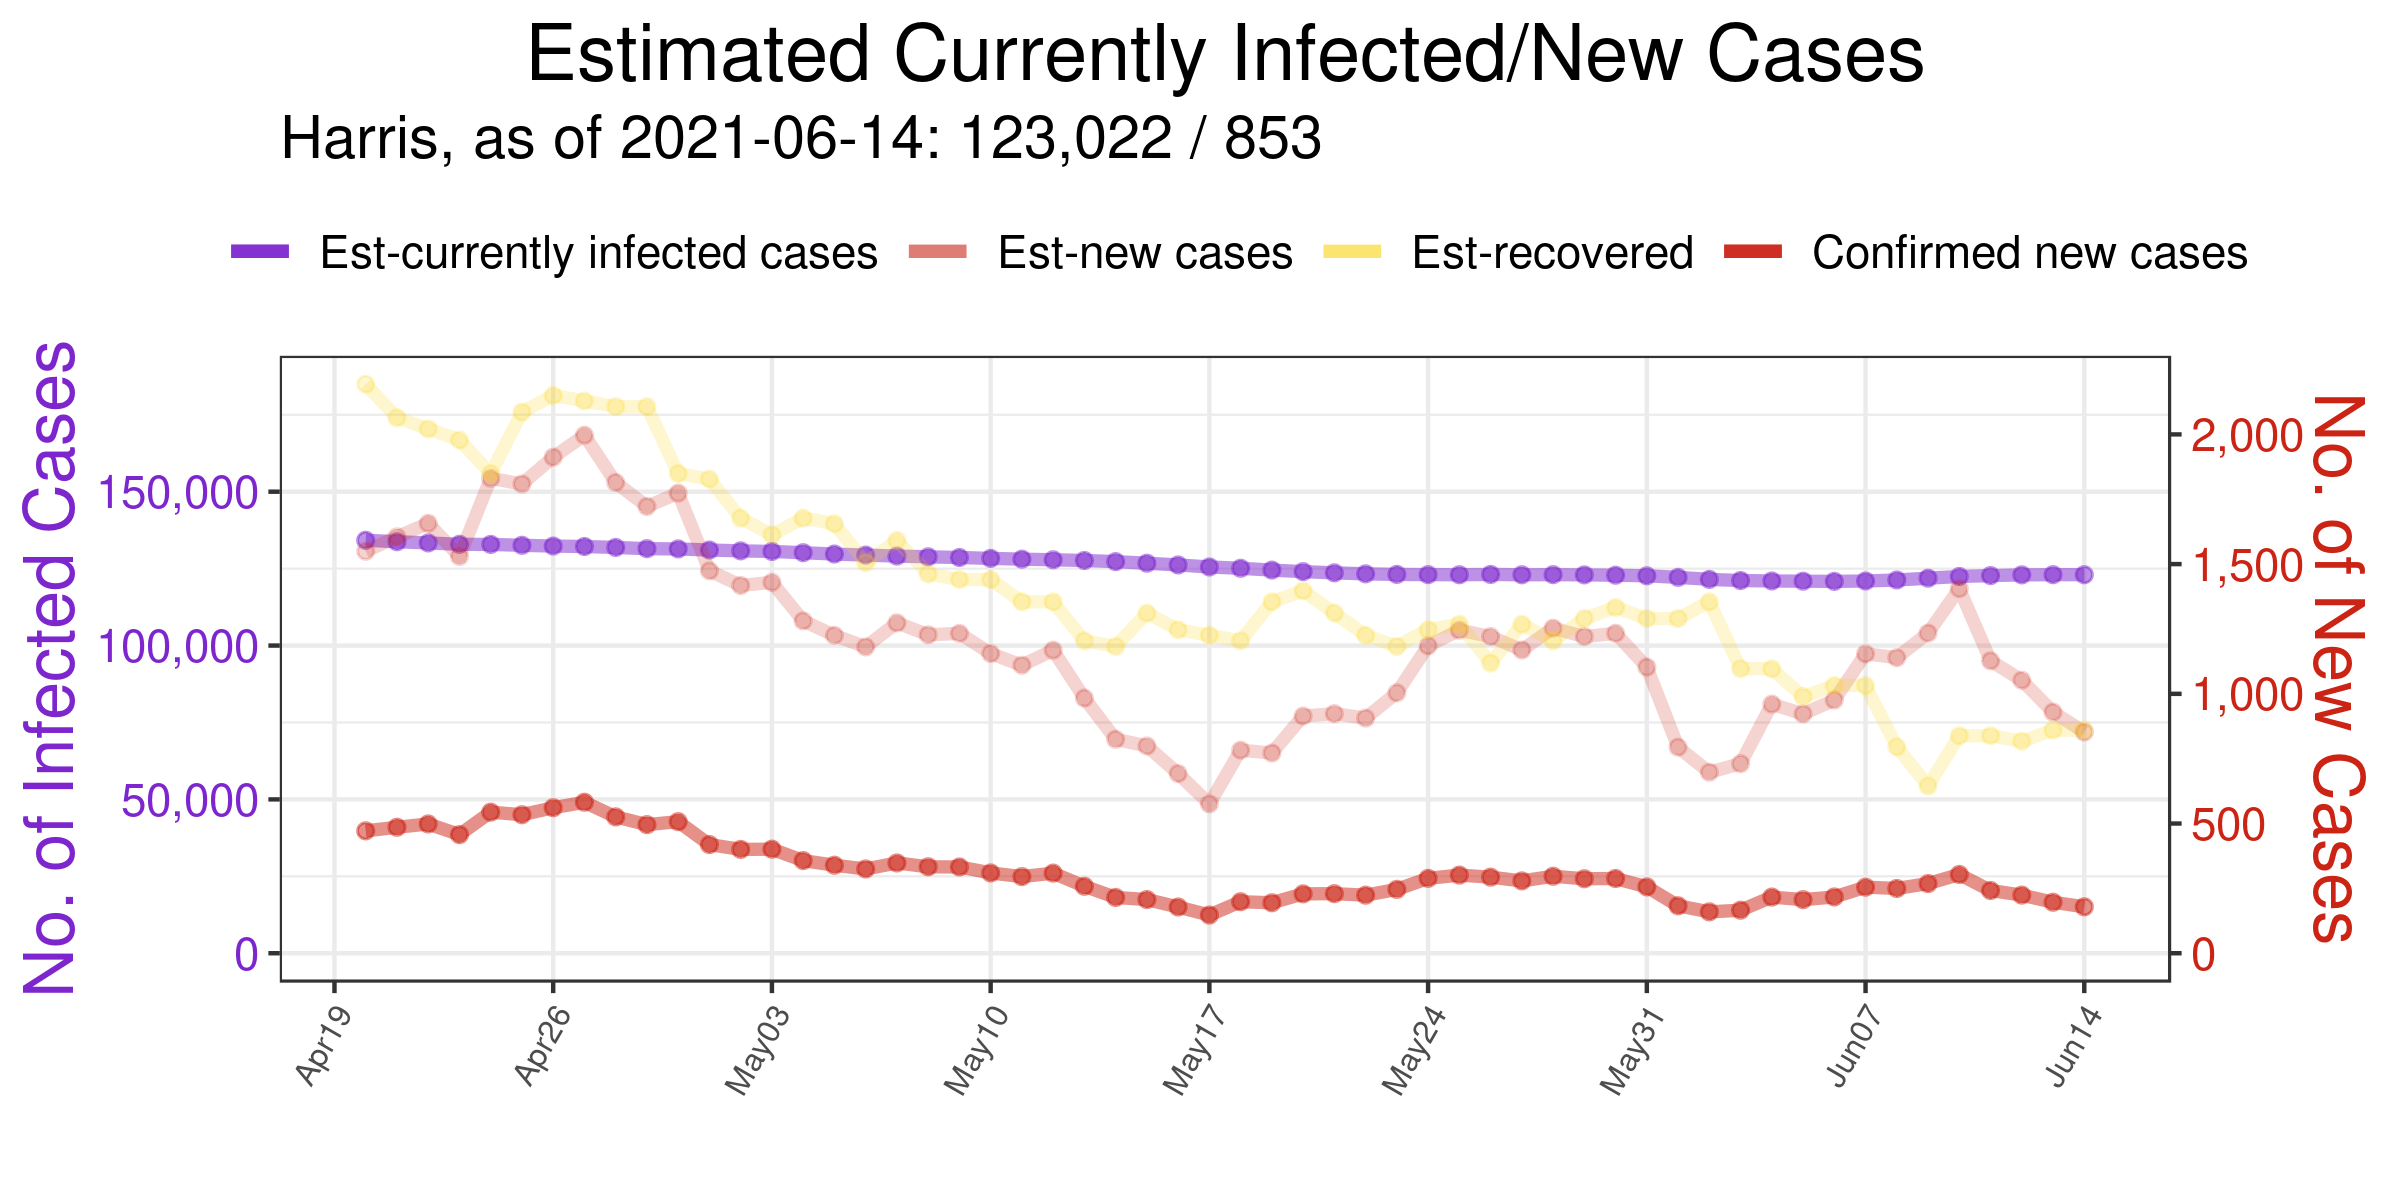 Estimated Currently Infected/New Cases
Harris, as of 2021-06-14: 123,022 / 853
Est-currently infected cases Est-new cases Est-recovered Confirmed new cases
No. of Infected Cases
150,000
100,000
50,000
0
2,000
1,500
1,000
500
0
No. of New Cases
Apr19 Apr26 May03 May10 May17 May24 May31 Jun07 Jun14